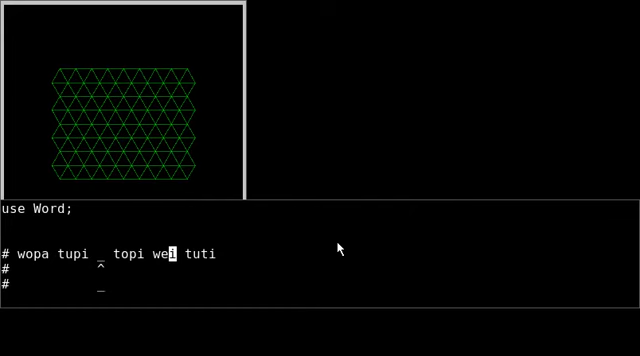 use Word;
# wopa tupi _ topi wei tuti
#           ^
#           _